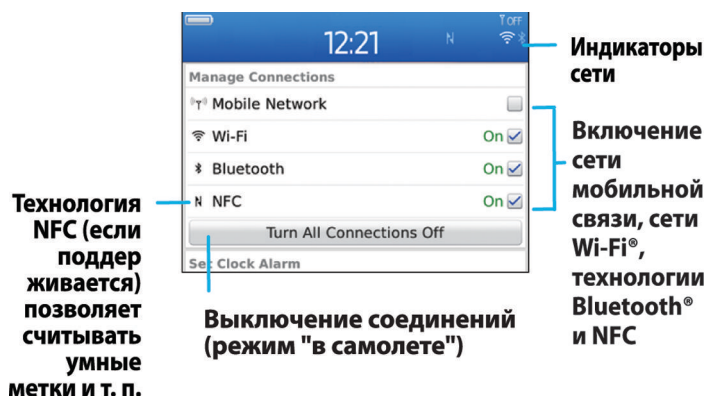 OFF
12:21
Индикаторы
сети
Manage Connections
Mobile Network
Wi-Fi On
Bluetooth On
NFC On
Turn All Connections Off
Set Clock Alarm
Включение
сети
мобильной
связи, сети
Wi-Fi®,
технологии
Bluetooth®
и NFC
Технология
NFC (если
поддер
живается)
позволяет
считывать
умные
метки и т. п.
Выключение соединений
(режим "в самолете")